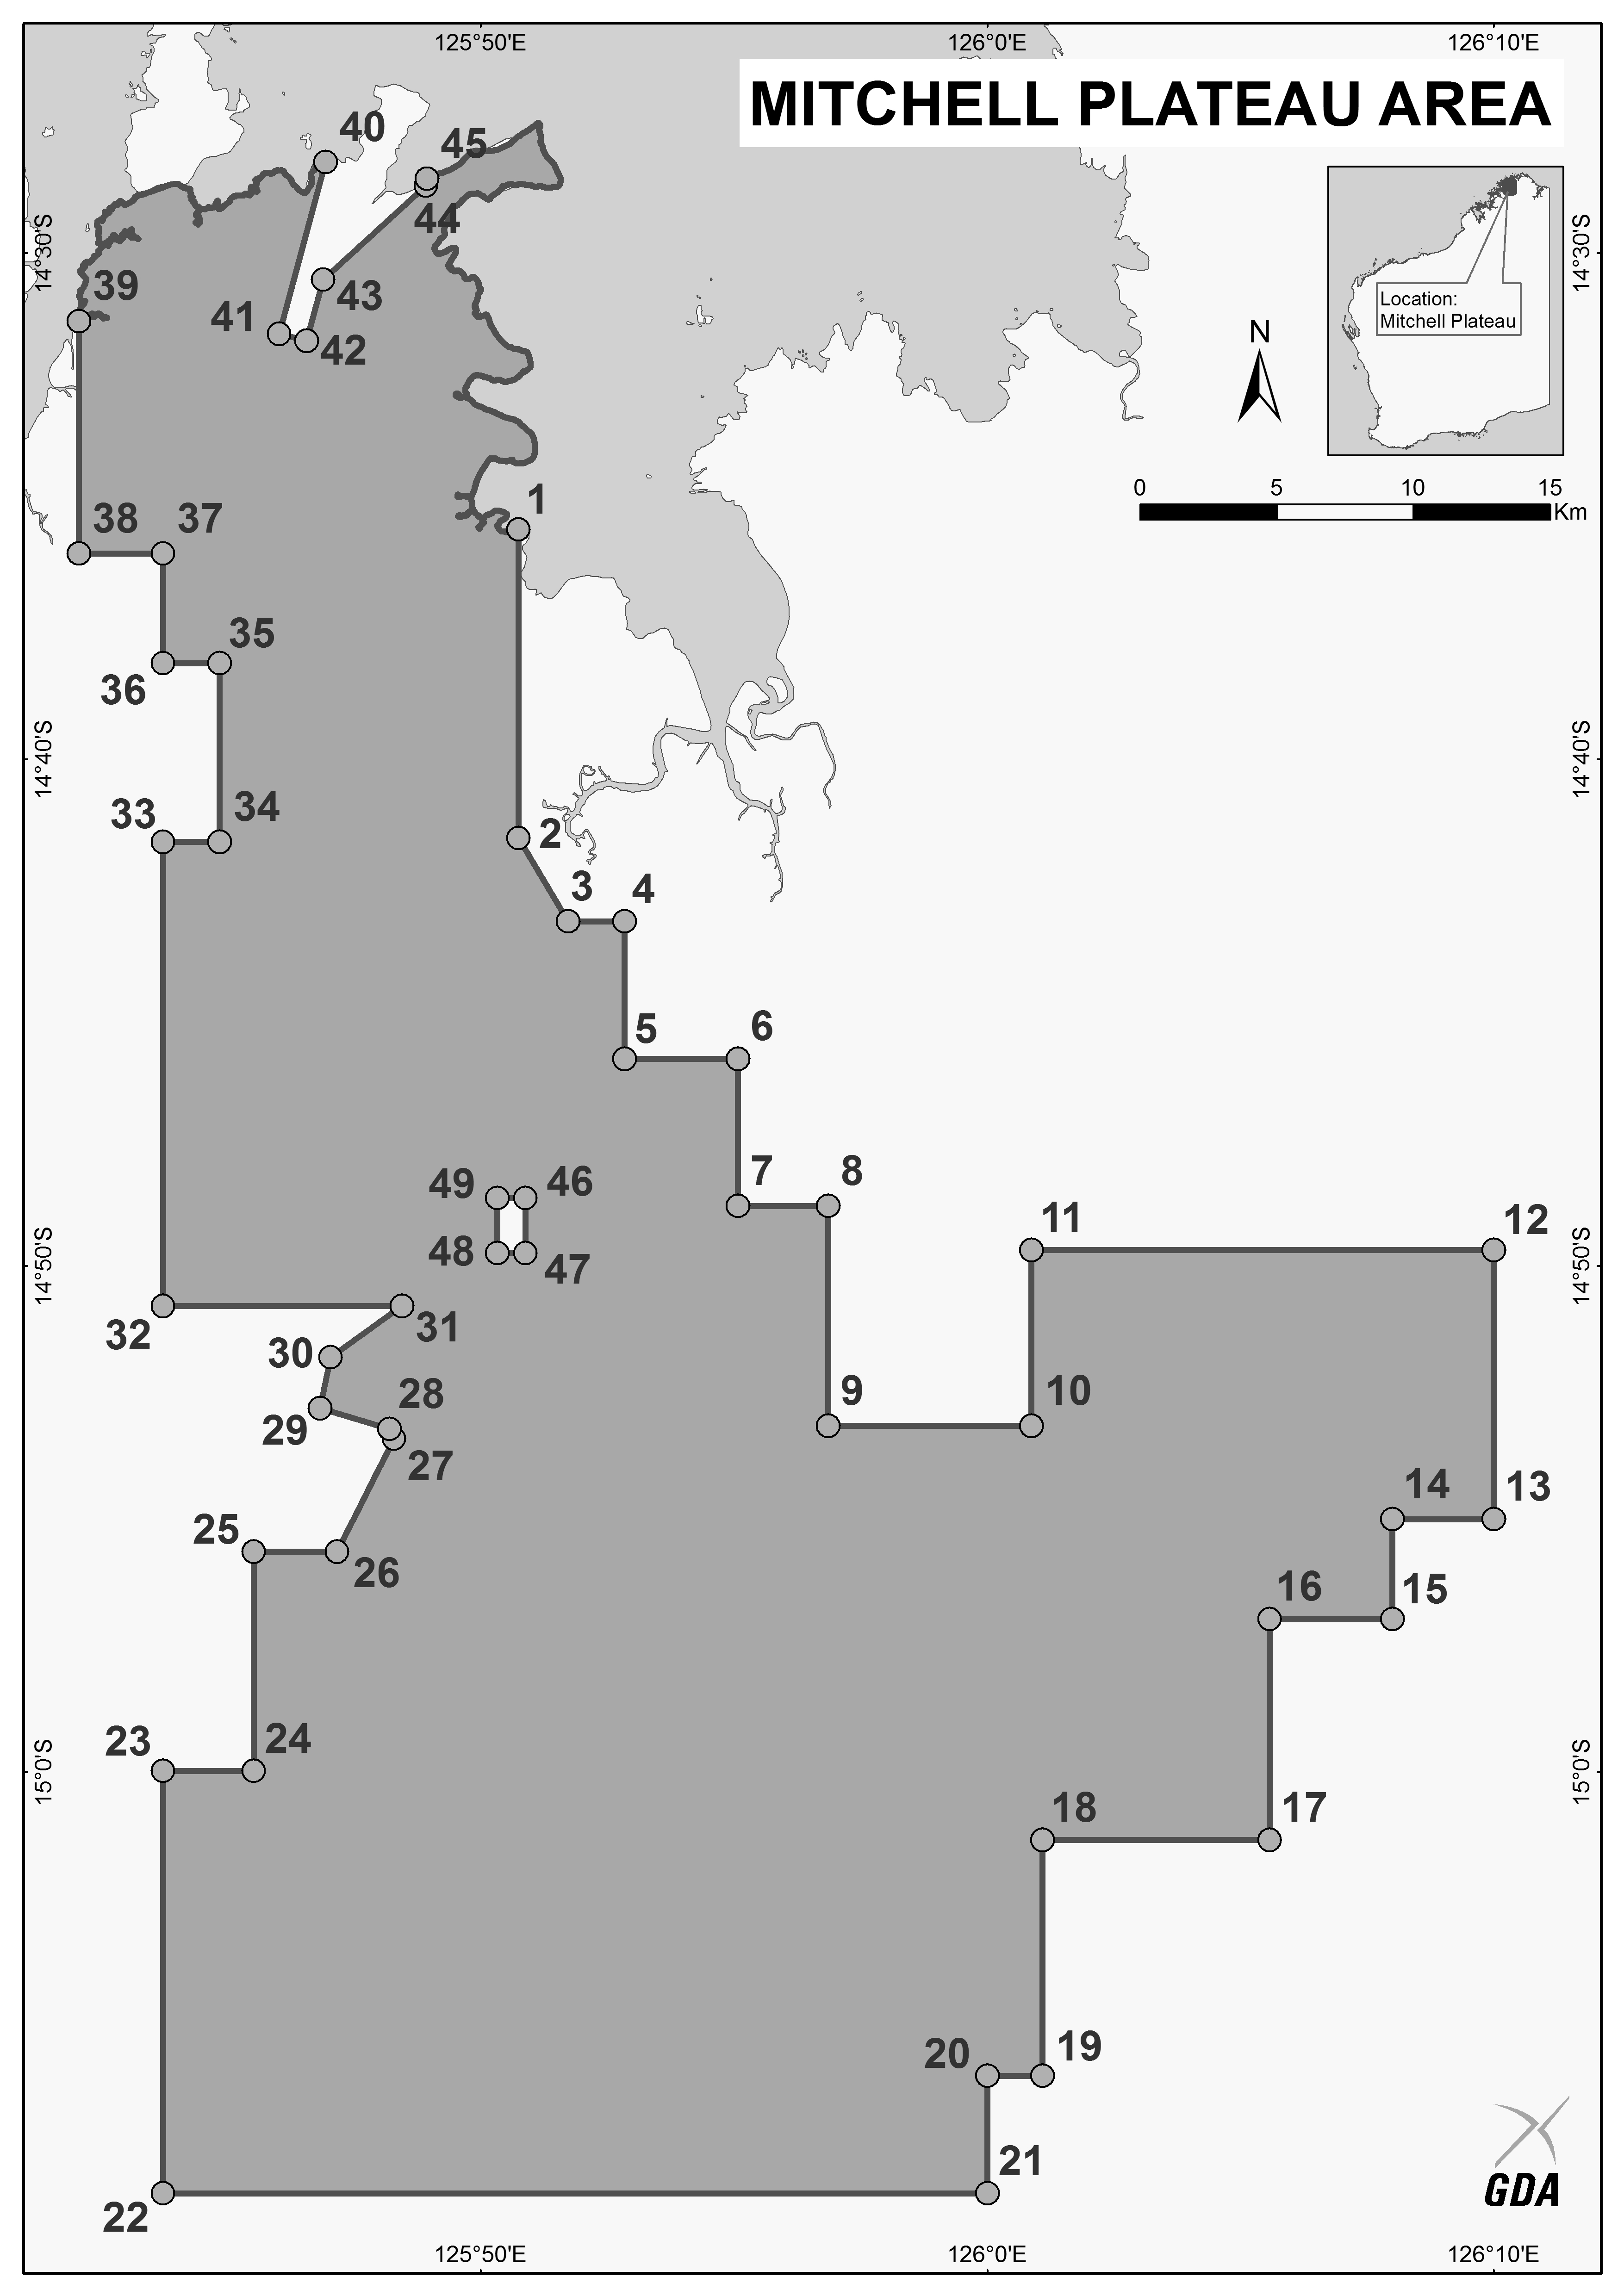 125°50'E 126°0'E 126°10'E
MITCHELL PLATEAU AREA
40
45
44
14°30'S
14°30'S
39
43
41
42
Location:
Mitchell Plateau
N
0 5 10 15
Km
1
38
37
35
36
14°40'S
14°40'S
33
34
2
3
4
5
6
7
8
49
46
48
47
11
12
14°50'S
14°50'S
32
31
30
28
29
27
9
10
25
26
14
13
16
15
23
24
15°0'S
15°0'S
18
17
20
19
21
22
GDA
125°50'E 126°0'E 126°10'E